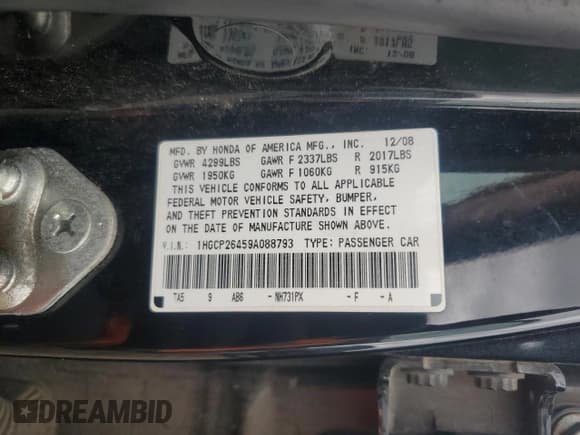 MFD. BY HONDA OF AMERICA MFG., INC. 12/08
GVWR 4299LBS GAWR F 2337LBS R 2017LBS
GVWR 1950KG GAWR F 1060KG R 915KG
THIS VEHICLE CONFORMS TO ALL APPLICABLE
FEDERAL MOTOR VEHICLE SAFETY, BUMPER,
AND THEFT PREVENTION STANDARDS IN EFFECT
ON THE DATE OF MANUFACTURE SHOWN ABOVE.
V.I.N.: 1HGCP26459A088793 TYPE: PASSENGER CAR
TA5 9 AB6 - NH731PX - F - A
DREAMBID